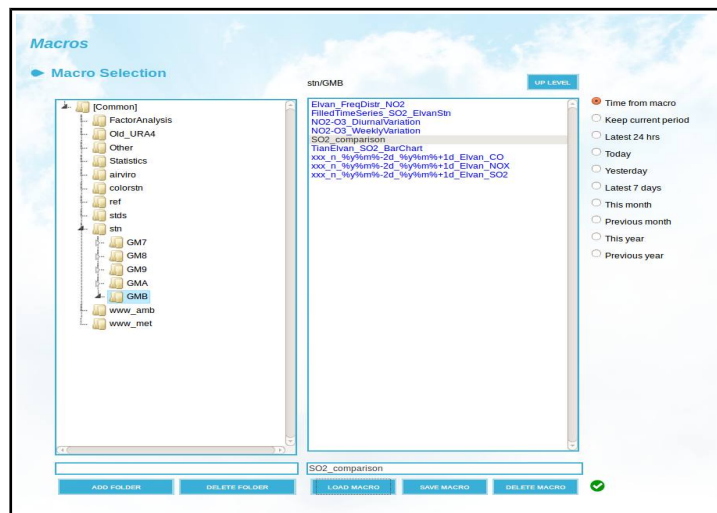 Macros
Macro Selection
stn/GMB
UP LEVEL
[Common]
FactorAnalysis
Old_URA4
Other
Statistics
airviro
colorstn
ref
stds
stn
GM7
GM8
GM9
GMA
GMB
www_amb
www_met
Elvan_FreqDistr_NO2
FilledTimeSeries_SO2_ElvanStn
NO2-O3_DiurnalVariation
NO2-O3_WeeklyVariation
SO2_comparison
TianElvan_SO2_BarChart
xxx_n_%y%m%-2d_%y%m%+1d_Elvan_CO
xxx_n_%y%m%-2d_%y%m%+1d_Elvan_NOX
xxx_n_%y%m%-2d_%y%m%+1d_Elvan_SO2
Time from macro
Keep current period
Latest 24 hrs
Today
Yesterday
Latest 7 days
This month
Previous month
This year
Previous year
SO2_comparison
ADD FOLDER
DELETE FOLDER
LOAD MACRO
SAVE MACRO
DELETE MACRO